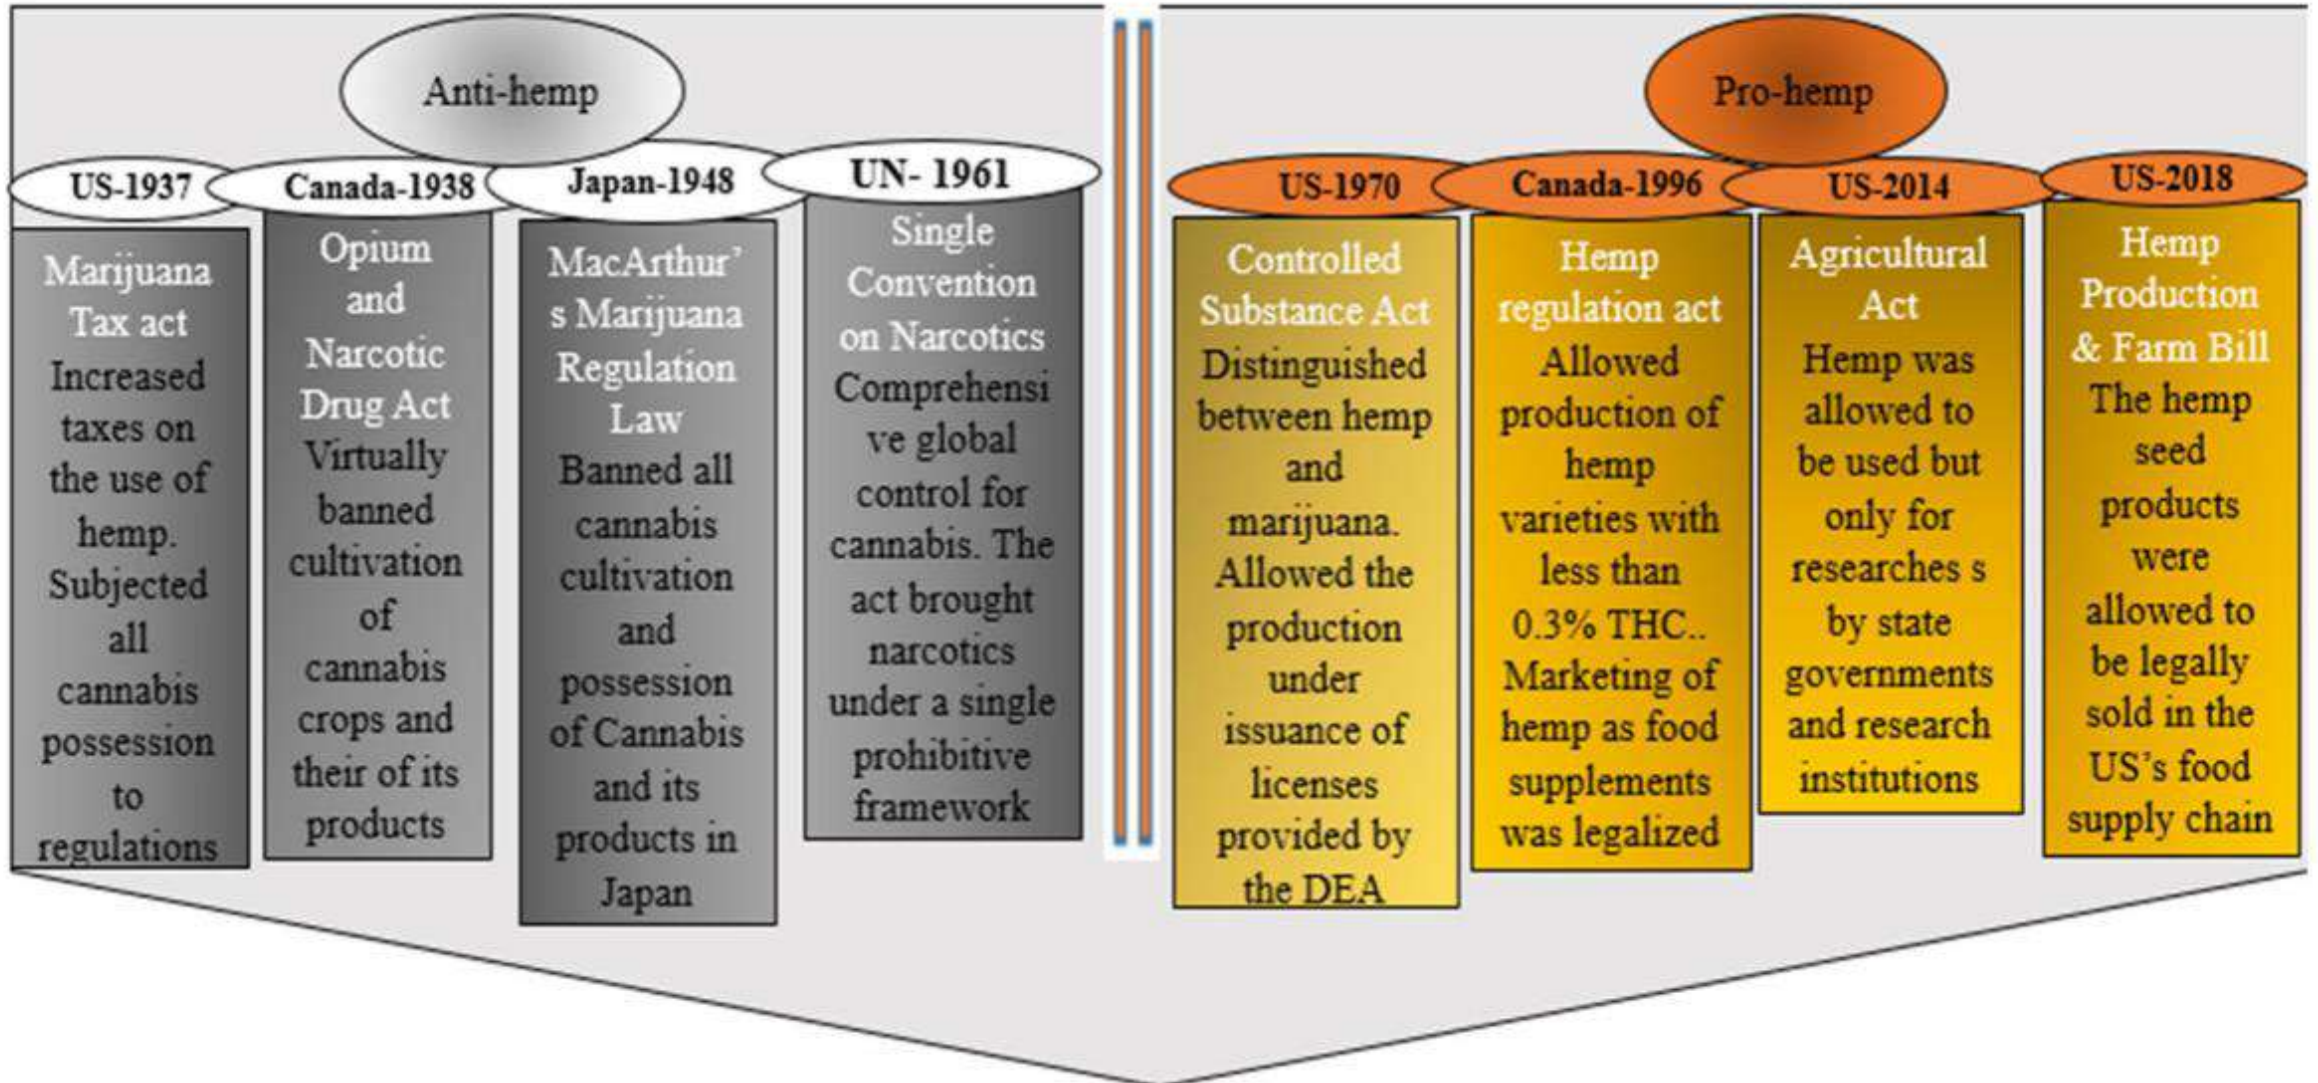 Anti-hemp
US-1937
Marijuana
Tax act
Increased
taxes on
the use of
hemp.
Subjected
all
cannabis
possession
to
regulations
Canada-1938
Opium
and
Narcotic
Drug Act
Virtually
banned
cultivation
of
cannabis
crops and
their of its
products
Japan-1948
MacArthur’
s Marijuana
Regulation
Law
Banned all
cannabis
cultivation
and
possession
of Cannabis
and its
products in
Japan
UN- 1961
Single
Convention
on Narcotics
Comprehensi
ve global
control for
cannabis. The
act brought
narcotics
under a single
prohibitive
framework
Pro-hemp
US-1970
Controlled
Substance Act
Distinguished
between hemp
and
marijuana.
Allowed the
production
under
issuance of
licenses
provided by
the DEA
Canada-1996
Hemp
regulation act
Allowed
production of
hemp
varieties with
less than
0.3% THC..
Marketing of
hemp as food
supplements
was legalized
US-2014
Agricultural
Act
Hemp was
allowed to
be used but
only for
researches s
by state
governments
and research
institutions
US-2018
Hemp
Production
& Farm Bill
The hemp
seed
products
were
allowed to
be legally
sold in the
US’s food
supply chain